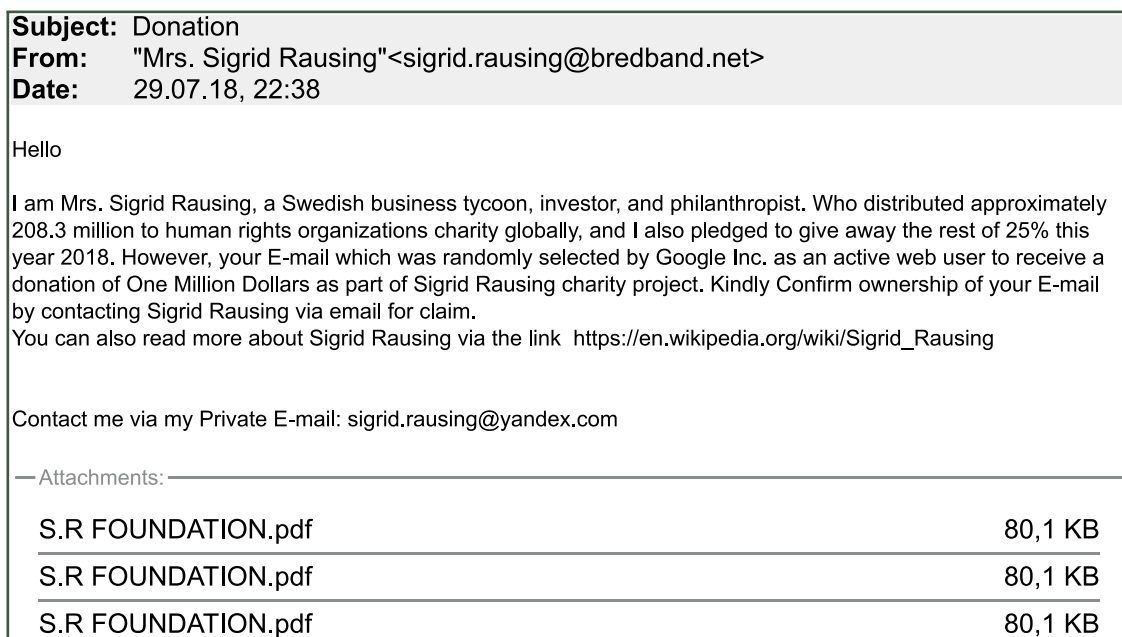 Subject: Donation
From: "Mrs. Sigrid Rausing"<sigrid.rausing@bredband.net>
Date: 29.07.18, 22:38
Hello
I am Mrs. Sigrid Rausing, a Swedish business tycoon, investor, and philanthropist. Who distributed approximately
208.3 million to human rights organizations charity globally, and I also pledged to give away the rest of 25% this
year 2018. However, your E-mail which was randomly selected by Google Inc. as an active web user to receive a
donation of One Million Dollars as part of Sigrid Rausing charity project. Kindly Confirm ownership of your E-mail
by contacting Sigrid Rausing via email for claim.
You can also read more about Sigrid Rausing via the link https://en.wikipedia.org/wiki/Sigrid_Rausing
Contact me via my Private E-mail: sigrid.rausing@yandex.com
Attachments:
S.R FOUNDATION.pdf 80,1 KB
S.R FOUNDATION.pdf 80,1 KB
S.R FOUNDATION.pdf 80,1 KB